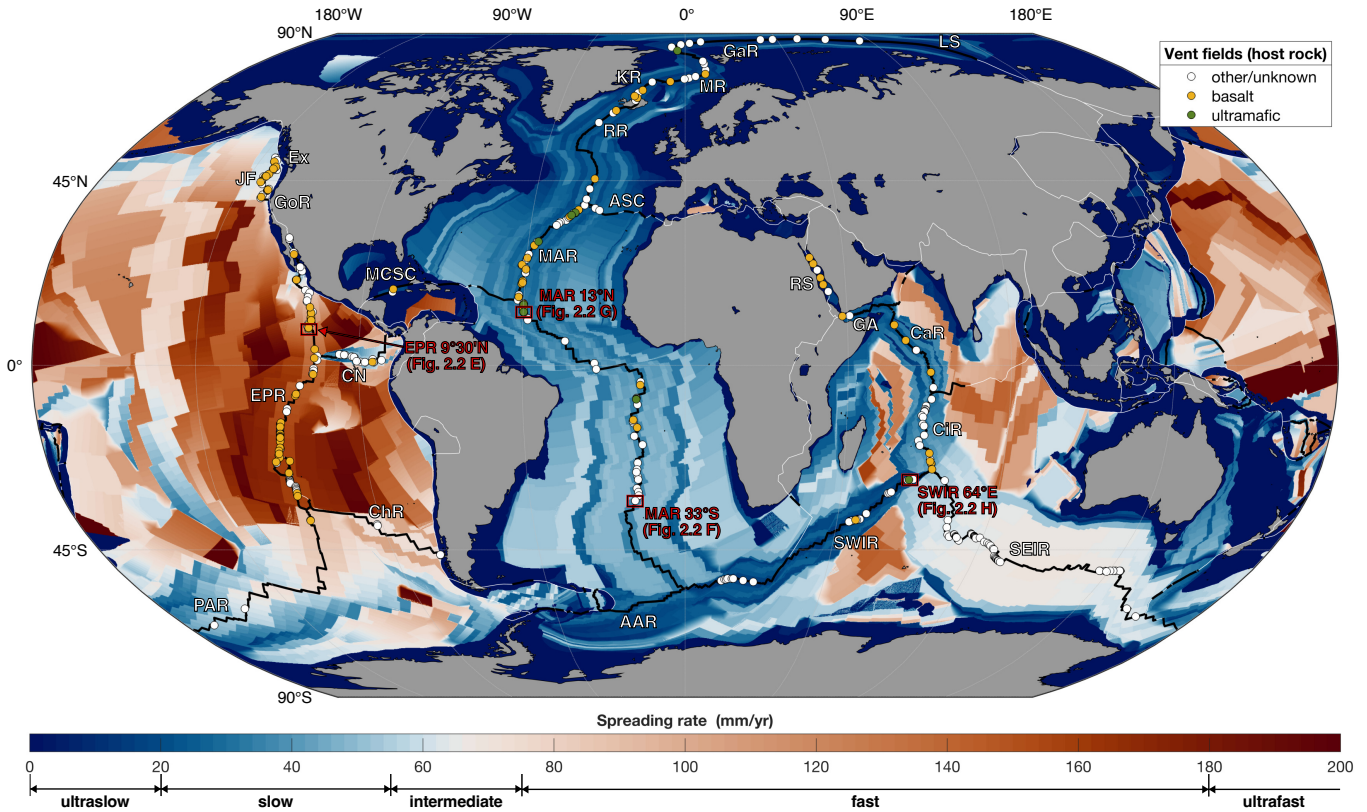 180°W 90°W 0° 90°E 180°E
90°N
LS
GaR
Vent fields (host rock)
other/unknown
basalt
ultramafic
KR
MR
RR
Ex
JF
45°N
GoR
ASC
MAR
MCSC
RS
MAR 13°N
(Fig. 2.2 G)
GA
CaR
EPR 9°30'N
(Fig. 2.2 E)
0°
CN
EPR
CiR
SWIR 64°E
(Fig. 2.2 H)
ChR
MAR 33°S
(Fig. 2.2 F)
SWIR
SEIR
45°S
PAR
AAR
90°S
Spreading rate (mm/yr)
0 20 40 60 80 100 120 140 160 180 200
ultraslow slow intermediate fast ultrafast